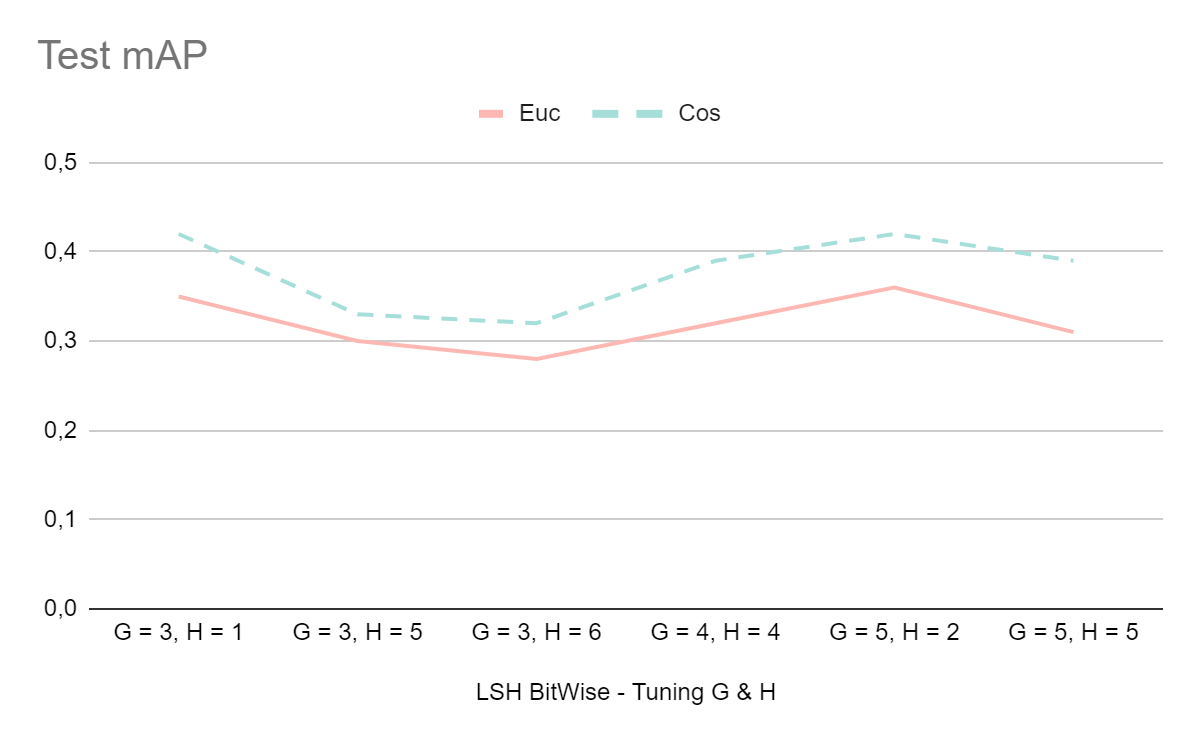 Test mAP
Euc Cos
0,5
0,4
0,3
0,2
0,1
0,0
G = 3, H = 1 G = 3, H = 5 G = 3, H = 6 G = 4, H = 4 G = 5, H = 2 G = 5, H = 5
LSH BitWise - Tuning G & H